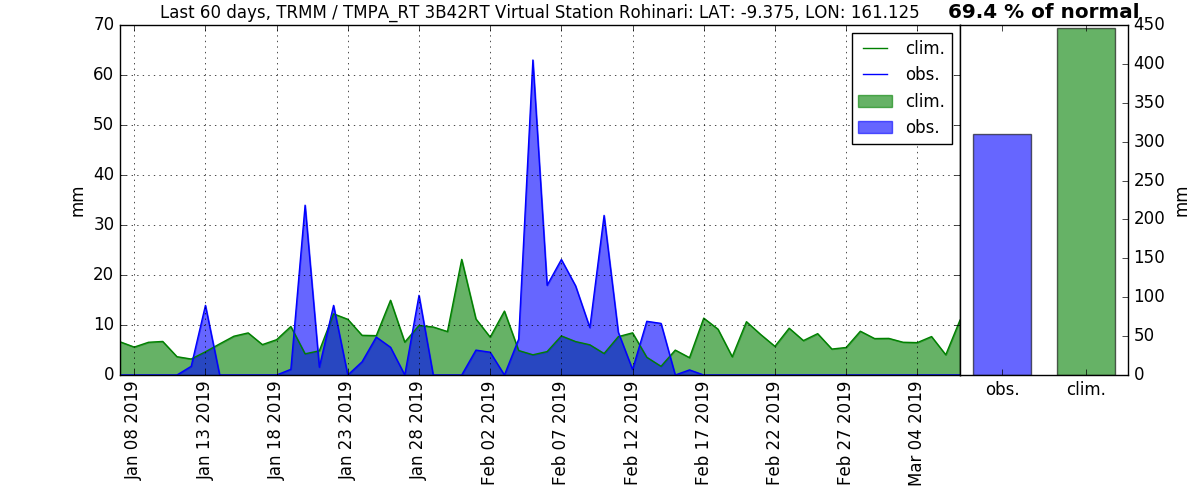 Last 60 days, TRMM / TMPA_RT 3B42RT Virtual Station Rohinari: LAT: -9.375, LON: 161.125
69.4 % of normal
70
60
50
40
30
20
10
0
mm
clim.
obs.
clim.
obs.
450
400
350
300
250
200
150
100
50
0
mm
Jan 08 2019
Jan 13 2019
Jan 18 2019
Jan 23 2019
Jan 28 2019
Feb 02 2019
Feb 07 2019
Feb 12 2019
Feb 17 2019
Feb 22 2019
Feb 27 2019
Mar 04 2019
obs.
clim.